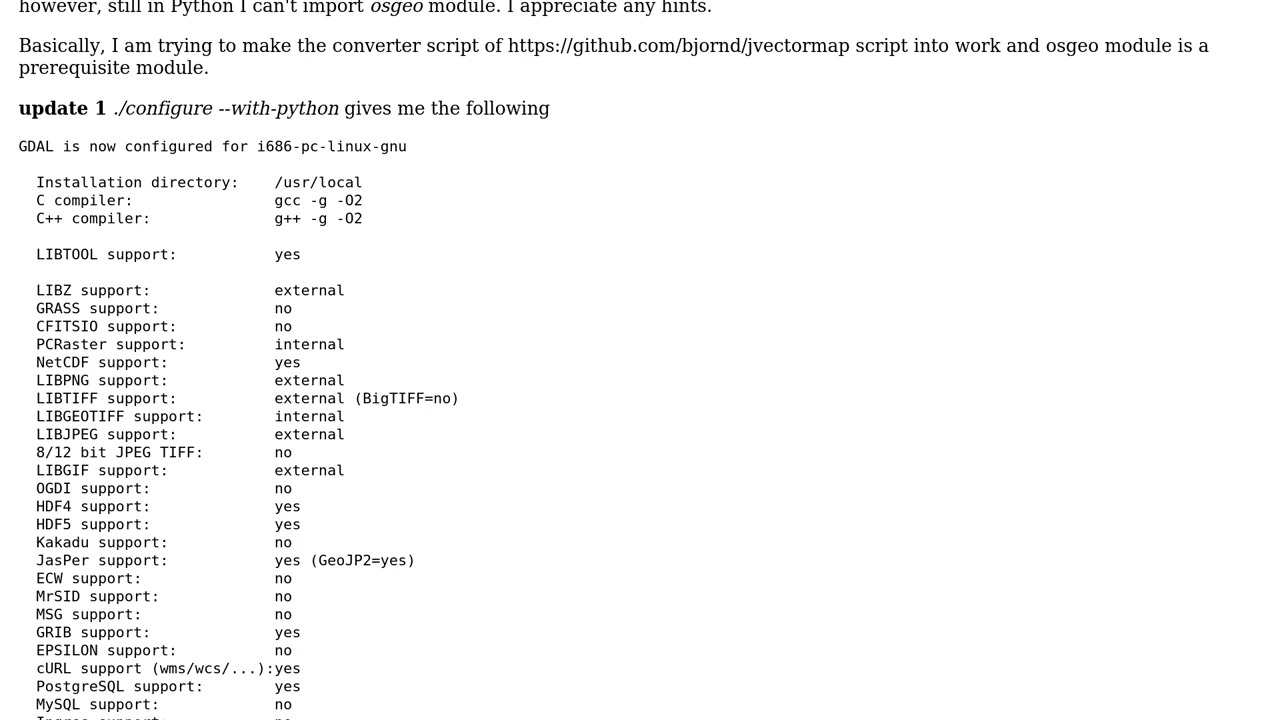 however, still in Python I can't import osgeo module. I appreciate any hints.
Basically, I am trying to make the converter script of https://github.com/bjornd/jvectormap script into work and osgeo module is a
prerequisite module.
update 1 ./configure --with-python gives me the following
GDAL is now configured for i686-pc-linux-gnu
Installation directory:    /usr/local
C compiler:                gcc -g -O2
C++ compiler:              g++ -g -O2
LIBTOOL support:           yes
LIBZ support:              external
GRASS support:             no
CFITSIO support:           no
PCRaster support:          internal
NetCDF support:            yes
LIBPNG support:            external
LIBTIFF support:           external (BigTIFF=no)
LIBGEOTIFF support:        internal
LIBJPEG support:           external
8/12 bit JPEG TIFF:        no
LIBGIF support:            external
OGDI support:              no
HDF4 support:              yes
HDF5 support:              yes
Kakadu support:            no
JasPer support:            yes (GeoJP2=yes)
ECW support:               no
MrSID support:             no
MSG support:               no
GRIB support:              yes
EPSILON support:           no
cURL support (wms/wcs/...):yes
PostgreSQL support:        yes
MySQL support:             no